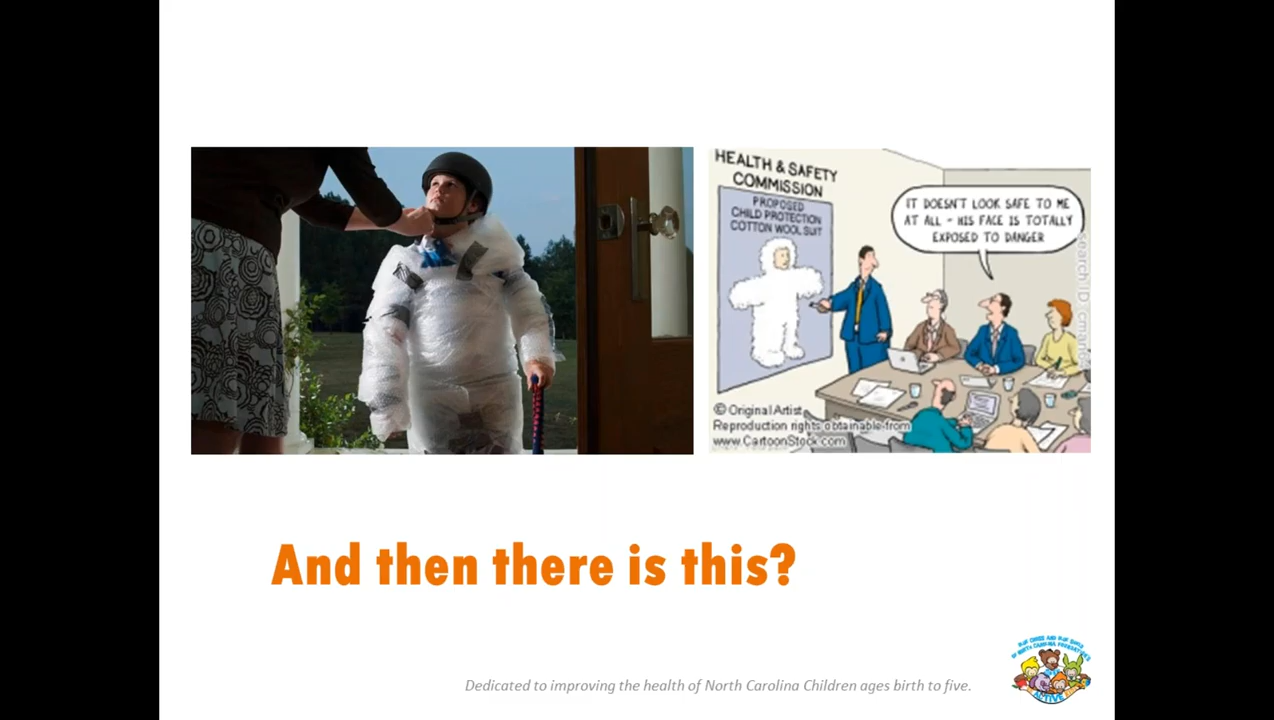 HEALTH & SAFETY
COMMISSION
PROPOSED
CHILD PROTECTION
COTTON WOOL SUIT
IT DOESN'T LOOK SAFE TO ME
AT ALL - HIS FACE IS TOTALLY
EXPOSED TO DANGER
© Original Artist
Reproduction rights obtainable from
www.CartoonStock.com
And then there is this?
Dedicated to improving the health of North Carolina Children ages birth to five.